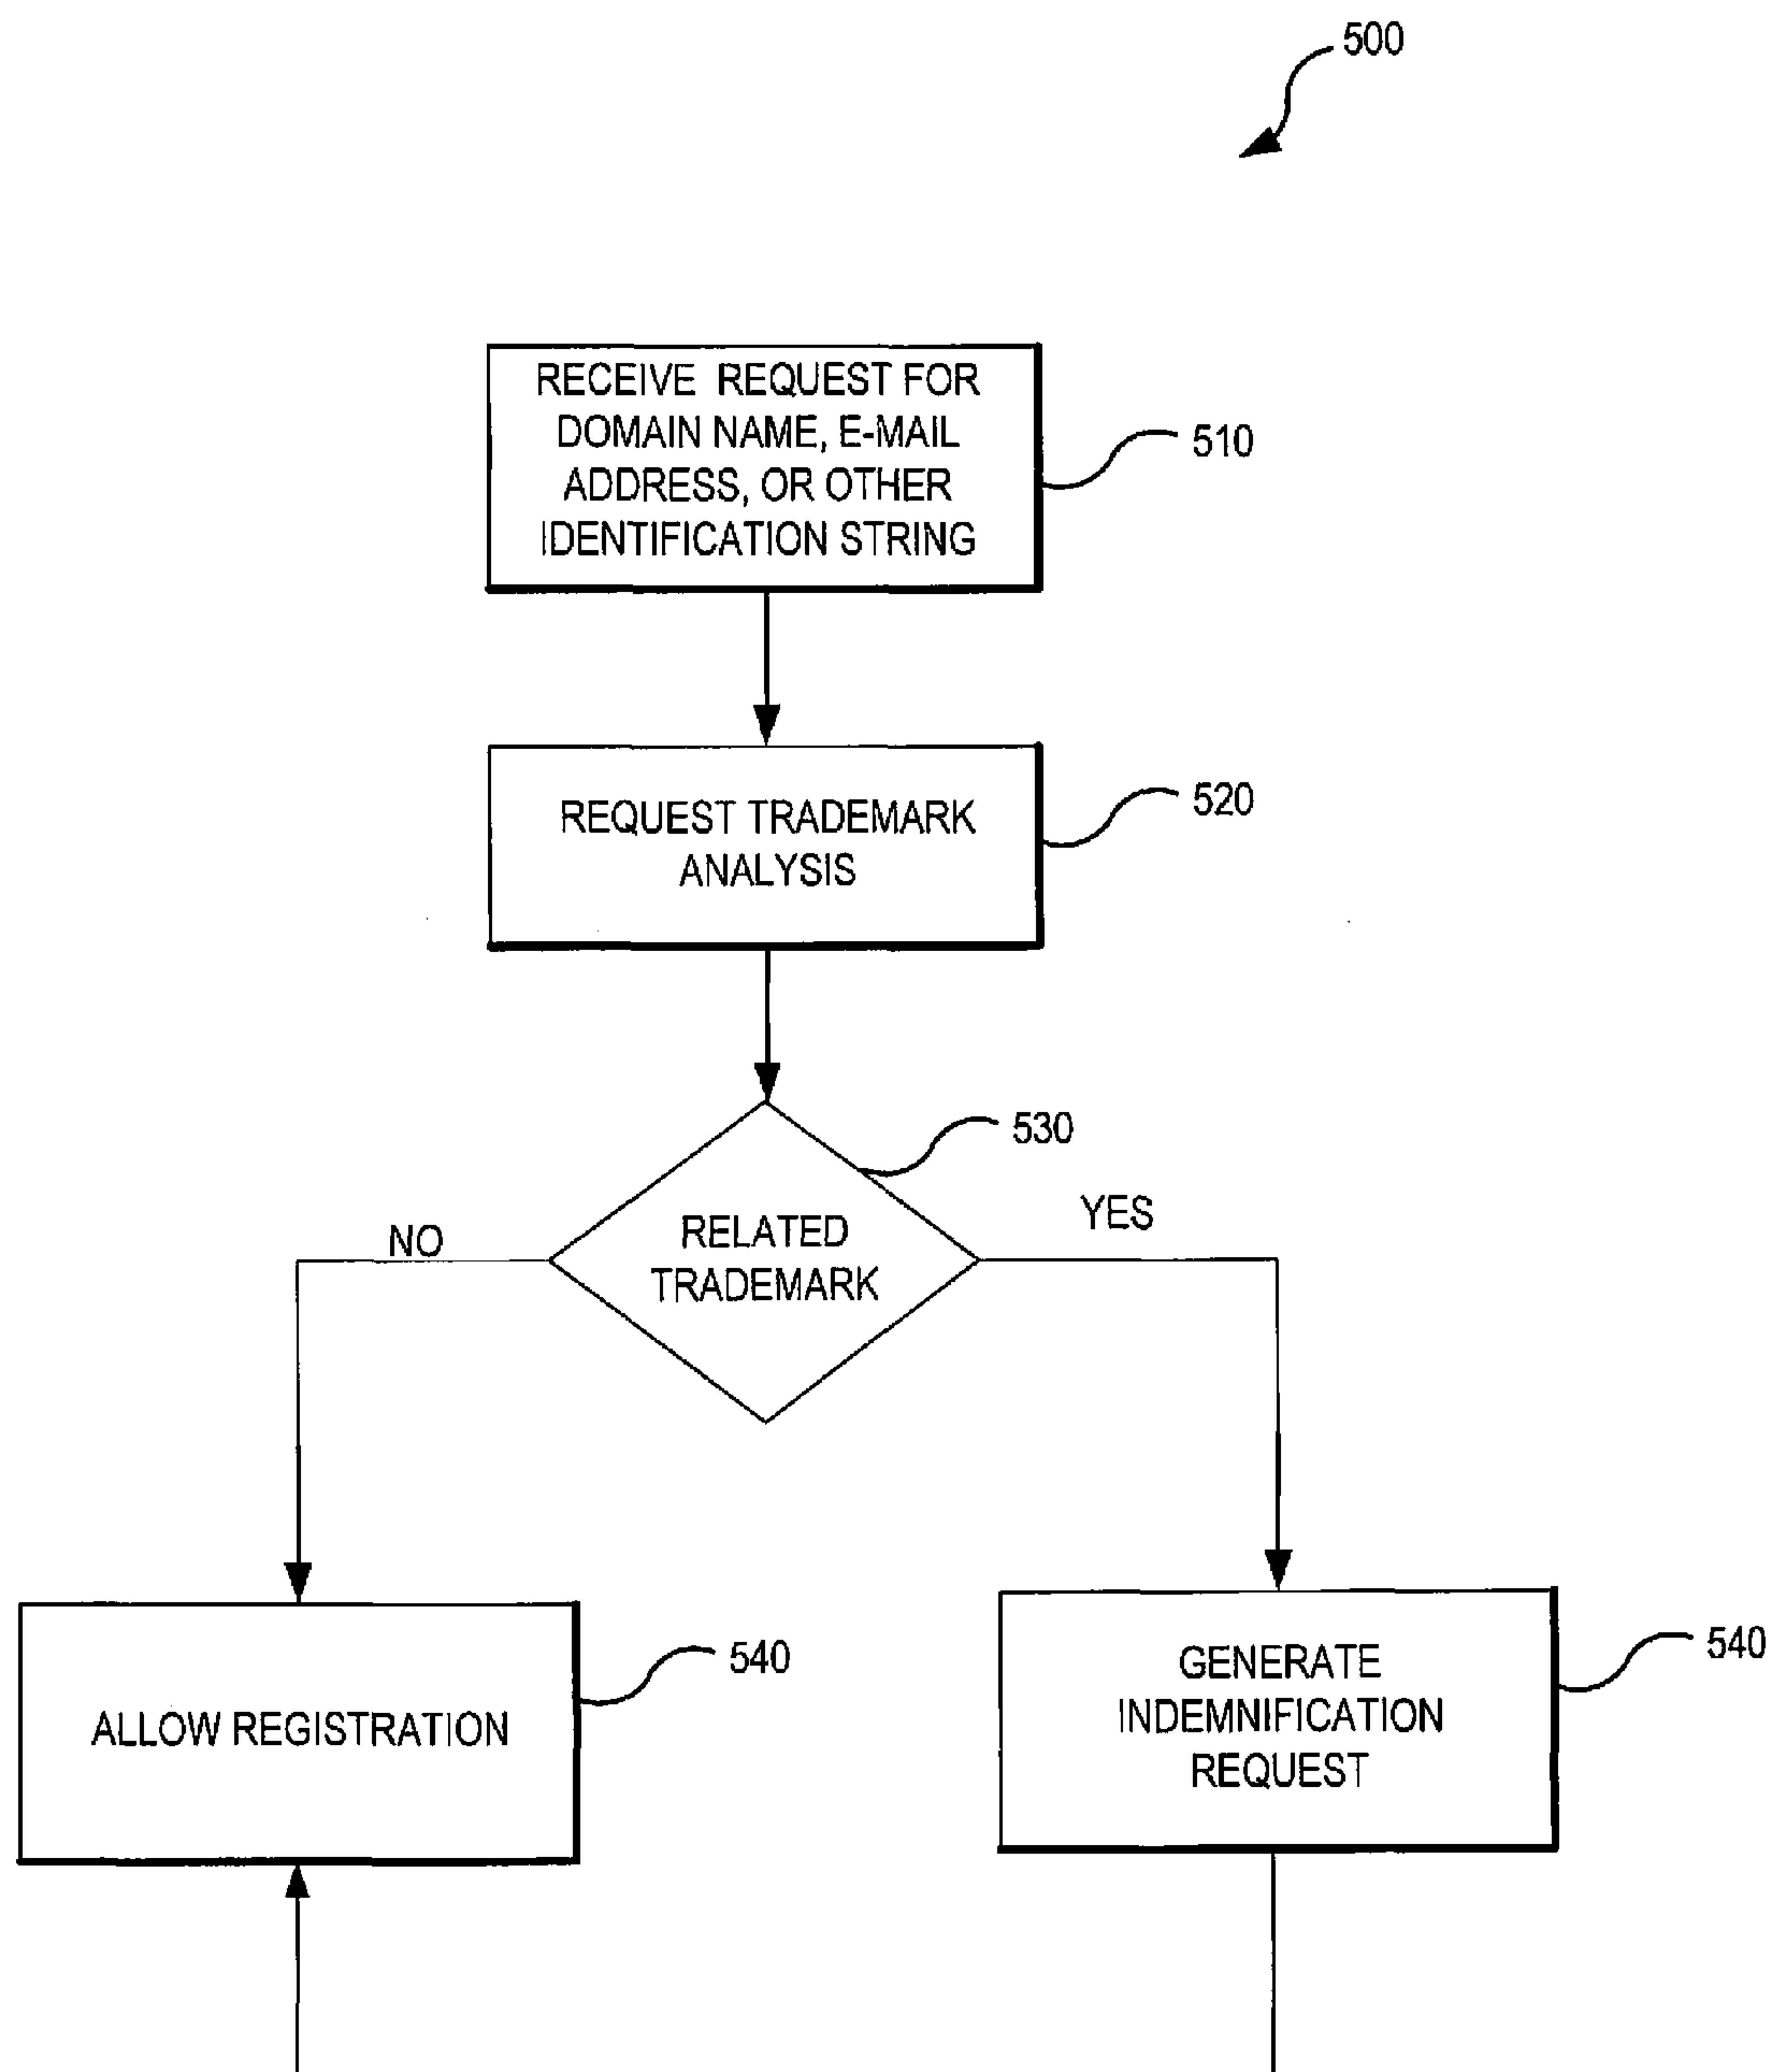 500
RECEIVE REQUEST FOR
DOMAIN NAME, E-MAIL
ADDRESS, OR OTHER
IDENTIFICATION STRING
510
REQUEST TRADEMARK
ANALYSIS
520
530
NO
RELATED
TRADEMARK
YES
ALLOW REGISTRATION
540
GENERATE
INDEMNIFICATION
REQUEST
540